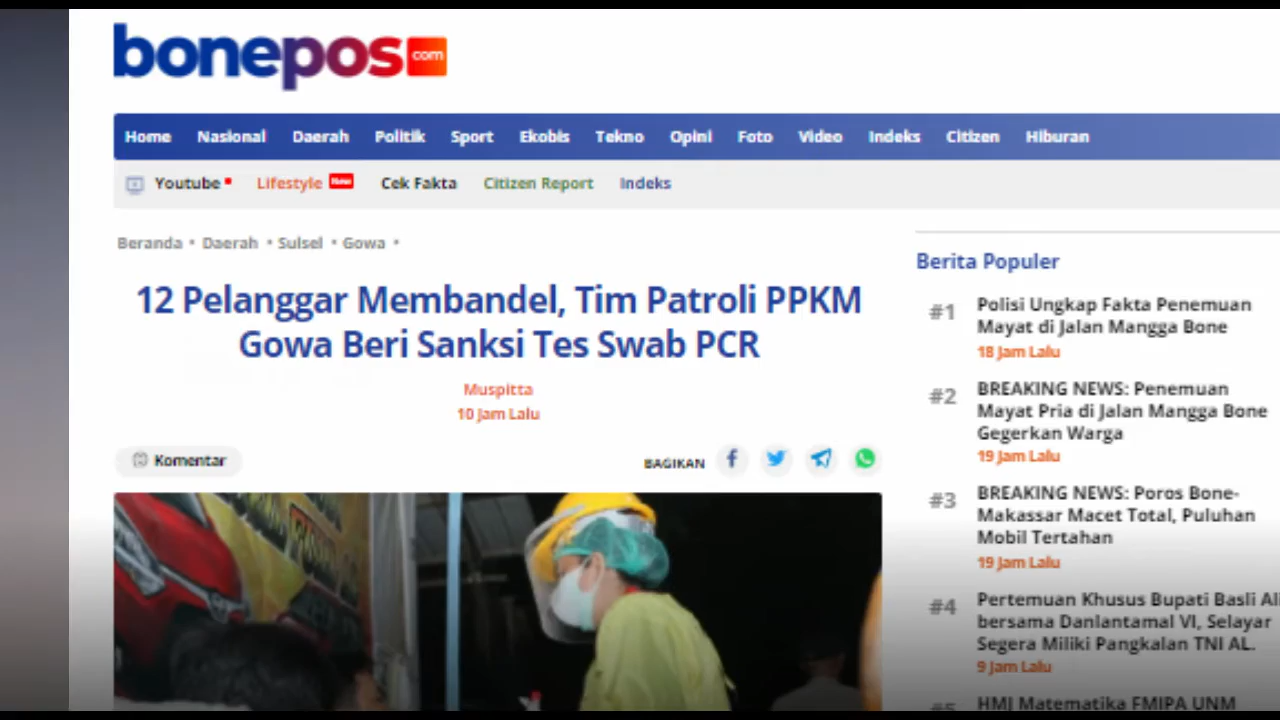 bonepos.com
Home Nasional Daerah Politik Sport Ekobis Tekno Opini Foto Video Indeks Citizen Hiburan
Youtube Lifestyle New Cek Fakta Citizen Report Indeks
Beranda • Daerah • Sulsel • Gowa •
12 Pelanggar Membandel, Tim Patroli PPKM
Gowa Beri Sanksi Tes Swab PCR
Muspitta
10 Jam Lalu
Komentar
BAGIKAN
Berita Populer
#1
Polisi Ungkap Fakta Penemuan
Mayat di Jalan Mangga Bone
18 Jam Lalu
#2
BREAKING NEWS: Penemuan
Mayat Pria di Jalan Mangga Bone
Gegerkan Warga
19 Jam Lalu
#3
BREAKING NEWS: Poros Bone-
Makassar Macet Total, Puluhan
Mobil Tertahan
19 Jam Lalu
#4
Pertemuan Khusus Bupati Basli Ali
bersama Danlantamal VI, Selayar
Segera Miliki Pangkalan TNI AL.
9 Jam Lalu
#5
HMJ Matematika FMIPA UNM